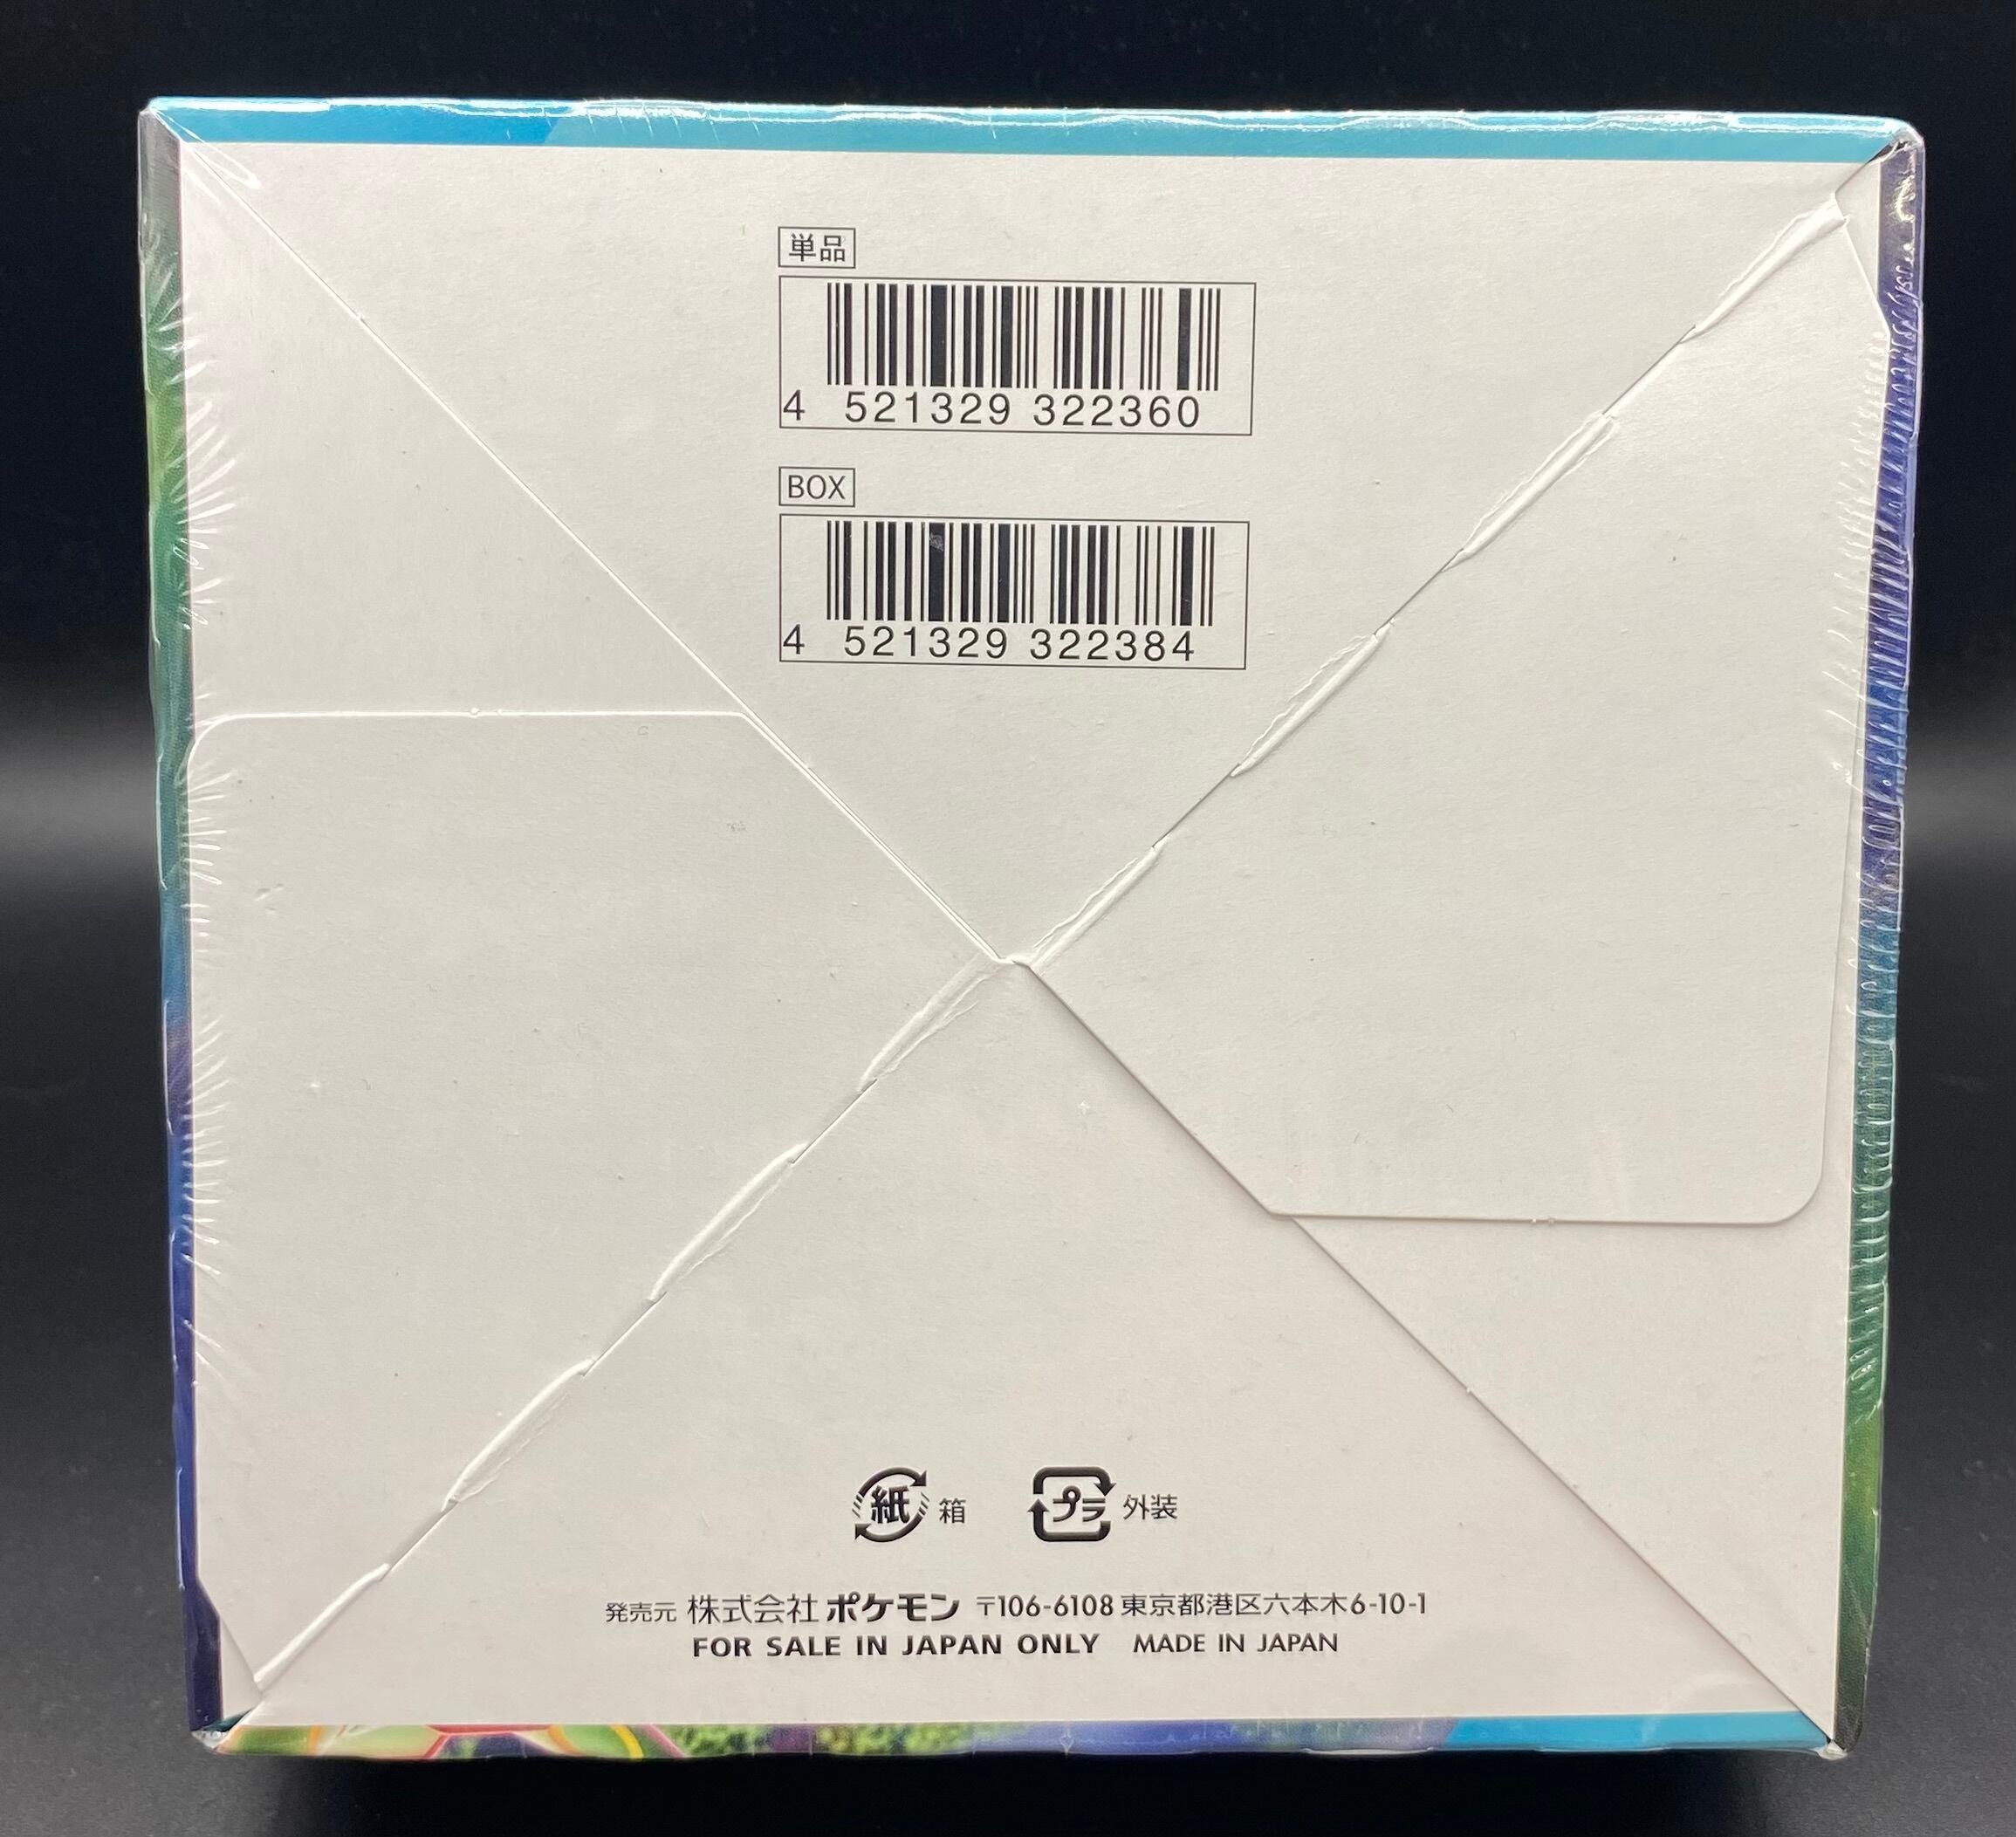 単品
4 521329 322360
BOX
4 521329 322384
紙 箱 プラ 外装
発売元 株式会社ポケモン 〒106-6108 東京都港区六本木6-10-1
FOR SALE IN JAPAN ONLY MADE IN JAPAN